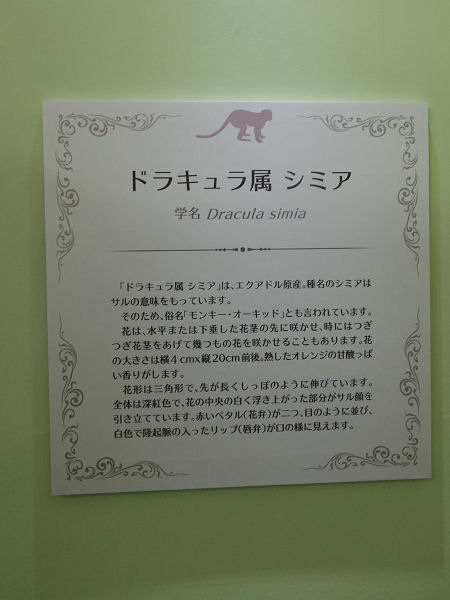 ドラキュラ属 シミア
学名 Dracula simia
「ドラキュラ属 シミア」は、エクアドル原産。種名のシミアは
サルの意味をもっています。
そのため、俗名「モンキー・オーキッド」とも言われています。
花は、水平または下垂した花茎の先に咲かせ、時にはつぎ
つぎ花茎をあげて幾つもの花を咲かせることもあります。花
の大きさは横4cmx縦20cm前後。熟したオレンジの甘酸っぱ
い香りがします。
花形は三角形で、先が長くしっぽのように伸びています。
全体は深紅色で、花の中央の白く浮き上がった部分がサル顔を
引き立てています。赤いペタル(花弁)が二つ、目のように並び、
白色で隆起脈の入ったリップ(唇弁)が口の様に見えます。